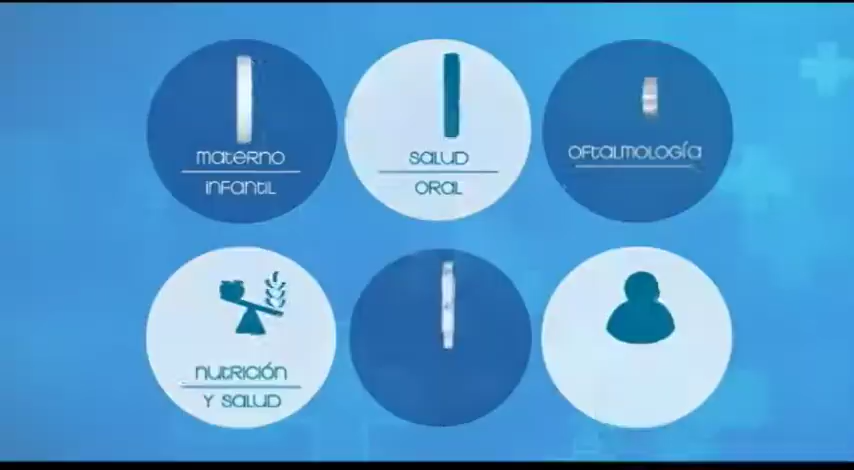 materno
infantil
salud
oral
oftalmología
nutrición
y salud